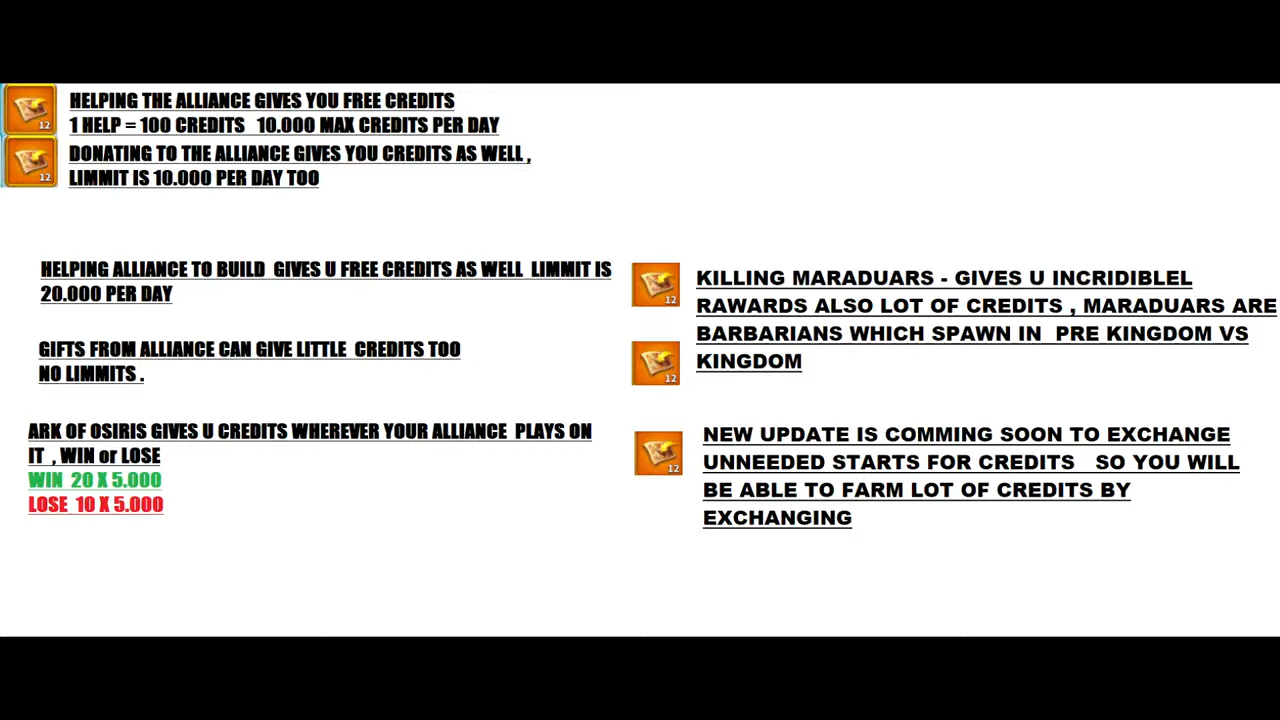 HELPING THE ALLIANCE GIVES YOU FREE CREDITS
1 HELP = 100 CREDITS 10.000 MAX CREDITS PER DAY
12
DONATING TO THE ALLIANCE GIVES YOU CREDITS AS WELL ,
LIMMIT IS 10.000 PER DAY TOO
12
HELPING ALLIANCE TO BUILD GIVES U FREE CREDITS AS WELL LIMMIT IS
20.000 PER DAY
GIFTS FROM ALLIANCE CAN GIVE LITTLE CREDITS TOO
NO LIMMITS .
ARK OF OSIRIS GIVES U CREDITS WHEREVER YOUR ALLIANCE PLAYS ON
IT , WIN or LOSE
WIN 20 X 5.000
LOSE 10 X 5.000
KILLING MARADUARS - GIVES U INCRIDIBLEL
12
RAWARDS ALSO LOT OF CREDITS , MARADUARS ARE
BARBARIANS WHICH SPAWN IN PRE KINGDOM VS
KINGDOM
12
NEW UPDATE IS COMMING SOON TO EXCHANGE
UNNEEDED STARTS FOR CREDITS SO YOU WILL
12
BE ABLE TO FARM LOT OF CREDITS BY
EXCHANGING